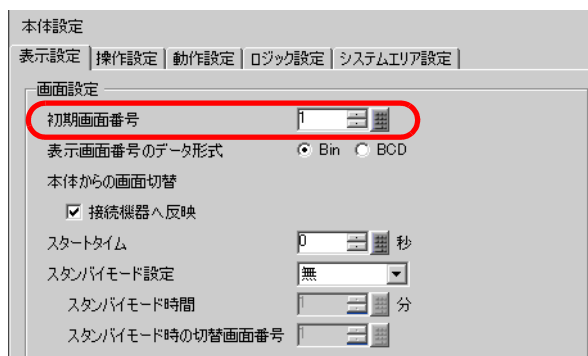 本体設定
表示設定 操作設定 動作設定 ロジック設定 システムエリア設定
画面設定
初期画面番号 1
表示画面番号のデータ形式 Bin BCD
本体からの画面切替
接続機器へ反映
スタートタイム 0 秒
スタンバイモード設定 無
スタンバイモード時間 1 分
スタンバイモード時の切替画面番号 1